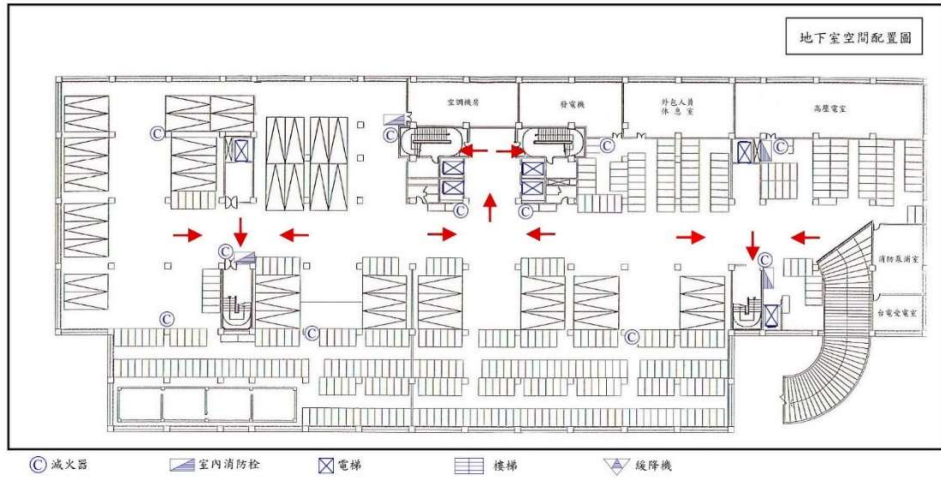 地下室空間配置圖
空調機房
發電機
外包人員
休息室
高壓電室
消防泵浦室
台電受電室
滅火器
室內消防栓
電梯
樓梯
緩降機